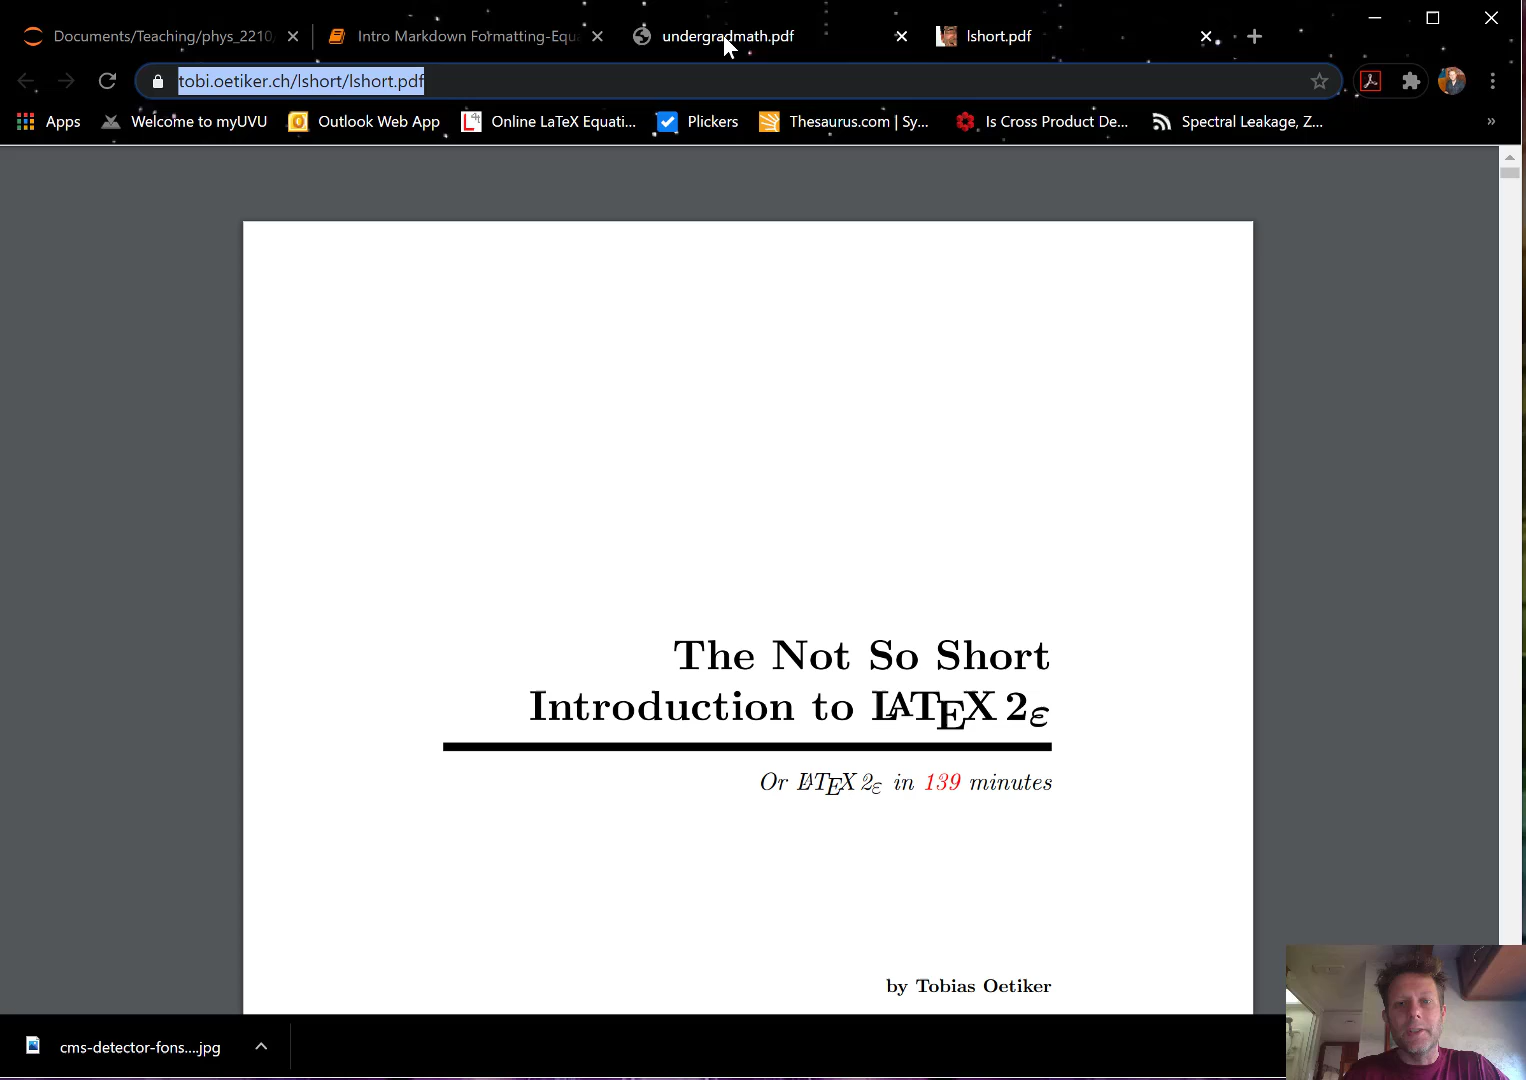 Documents/Teaching/phys_2210
Intro Markdown Formatting-Equ
undergradmath.pdf
lshort.pdf
tobi.oetiker.ch/lshort/lshort.pdf
Apps
Welcome to myUVU
Outlook Web App
Online LaTeX Equati...
Plickers
Thesaurus.com | Sy...
Is Cross Product De...
Spectral Leakage, Z...
»
The Not So Short
Introduction to LATEX 2ε
Or LATEX 2ε in 139 minutes
by Tobias Oetiker
cms-detector-fons....jpg